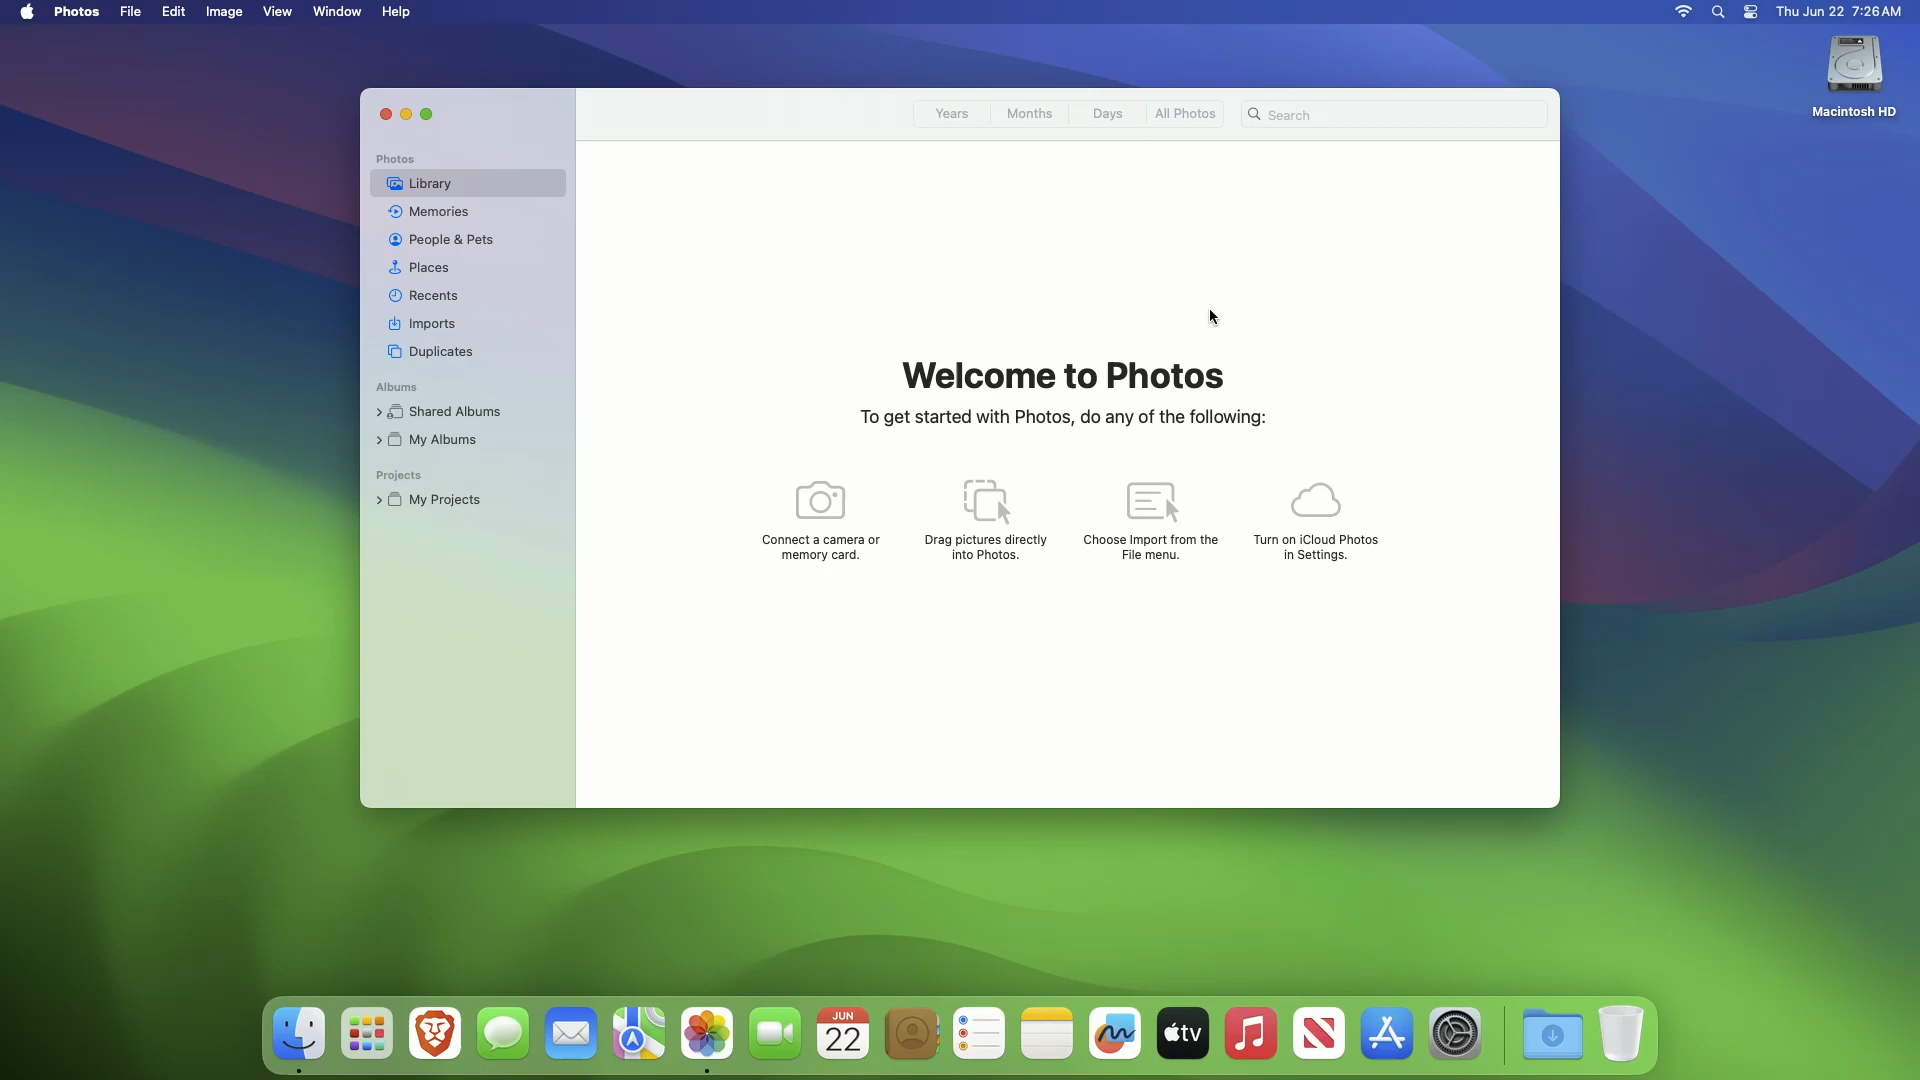 Photos File Edit Image View Window Help Thu Jun 22 7:26 AM
Macintosh HD
Years Months Days All Photos Search
Photos
Library
Memories
People & Pets
Places
Recents
Imports
Duplicates
Albums
Shared Albums
My Albums
Projects
My Projects
Welcome to Photos
To get started with Photos, do any of the following:
Connect a camera or
memory card.
Drag pictures directly
into Photos.
Choose Import from the
File menu.
Turn on iCloud Photos
in Settings.
JUN
22
tv